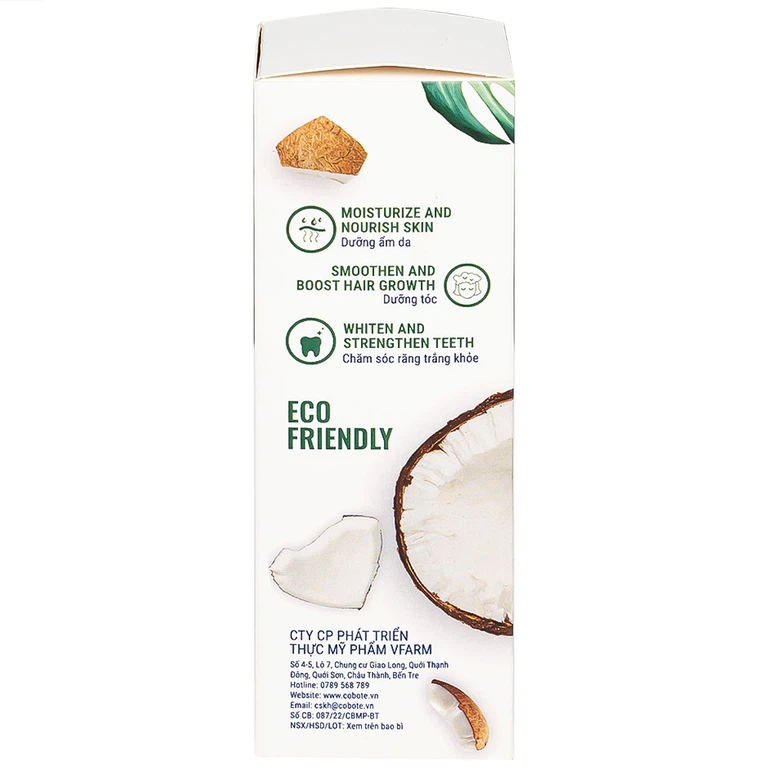 MOISTURIZE AND
NOURISH SKIN
Dưỡng ẩm da
SMOOTHEN AND
BOOST HAIR GROWTH
Dưỡng tóc
WHITEN AND
STRENGTHEN TEETH
Chăm sóc răng trắng khỏe
ECO
FRIENDLY
CTY CP PHÁT TRIỂN
THỰC MỸ PHẨM VFARM
Số 4-5, Lô 7, Chung cư Giao Long, Quới Thạnh
Đông, Quới Sơn, Châu Thành, Bến Tre
Hotline: 0789 568 789
Website: www.cobote.vn
Email: cskh@cobote.vn
Số CB: 087/22/CBMP-BT
NSX/HSD/LOT: Xem trên bao bì